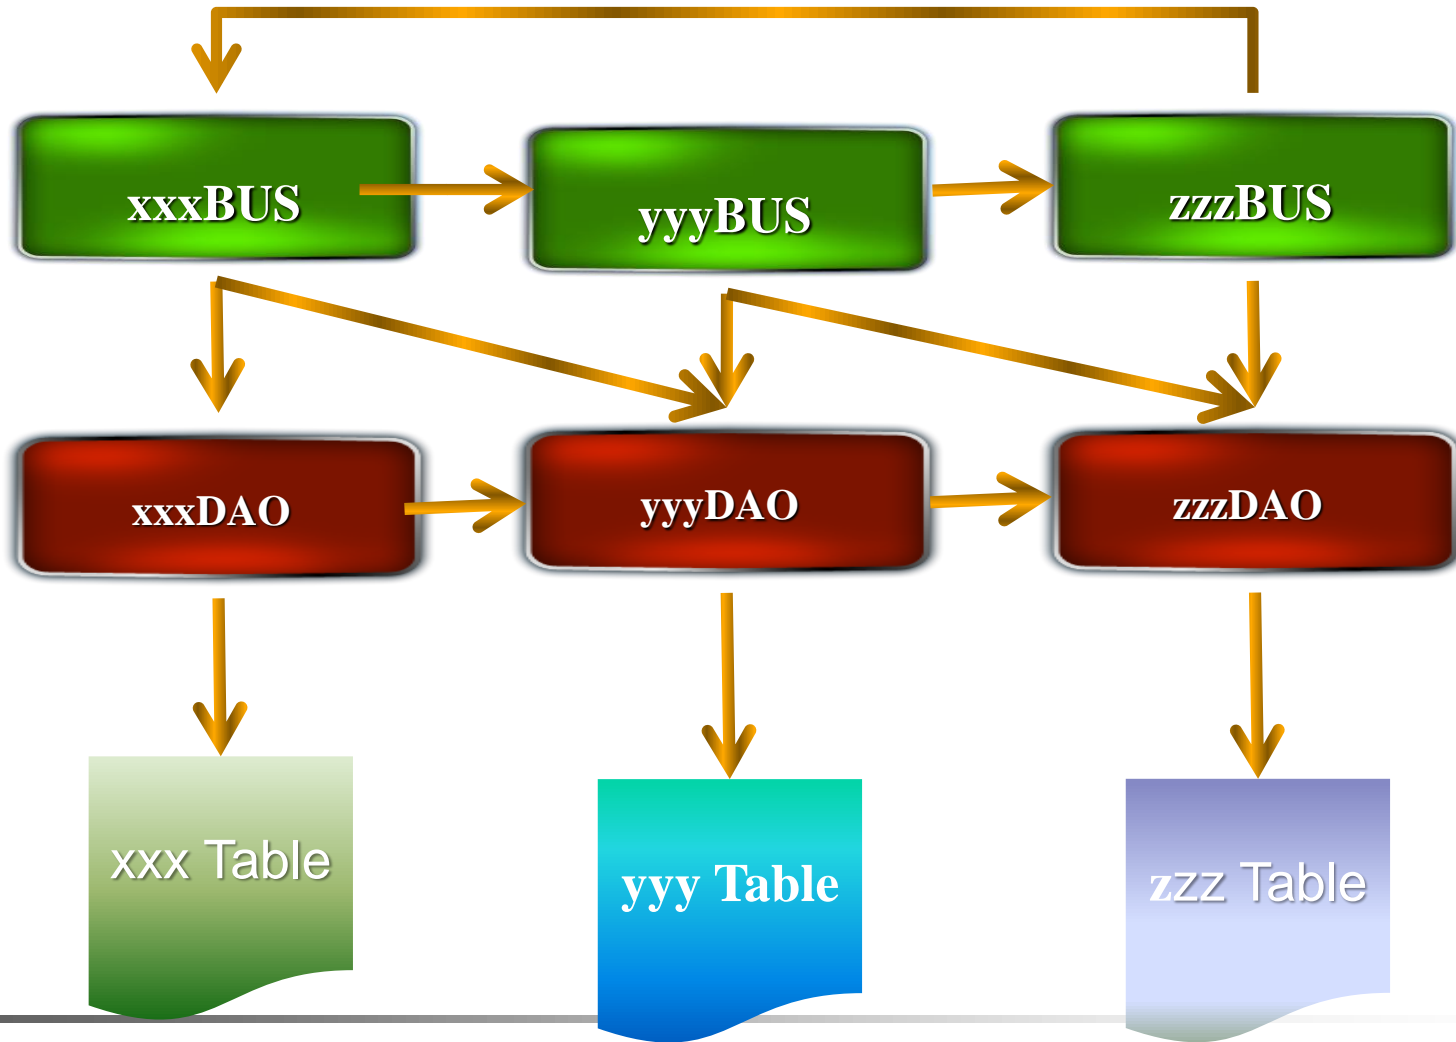 xxxBUS
yyyBUS
zzzBUS
xxxDAO
yyyDAO
zzzDAO
xxx Table
yyy Table
zzz Table